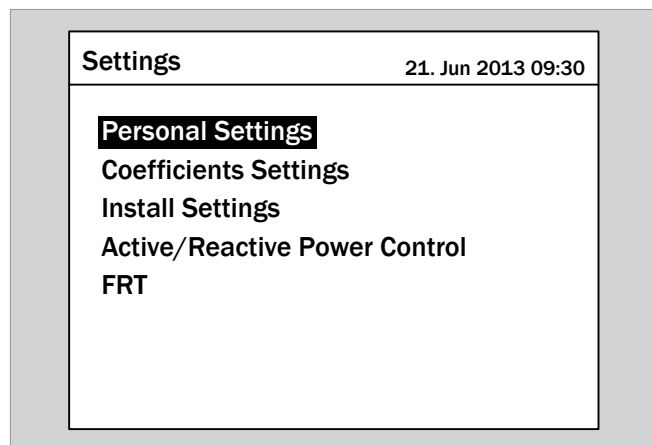 Settings
21. Jun 2013 09:30
Personal Settings
Coefficients Settings
Install Settings
Active/Reactive Power Control
FRT